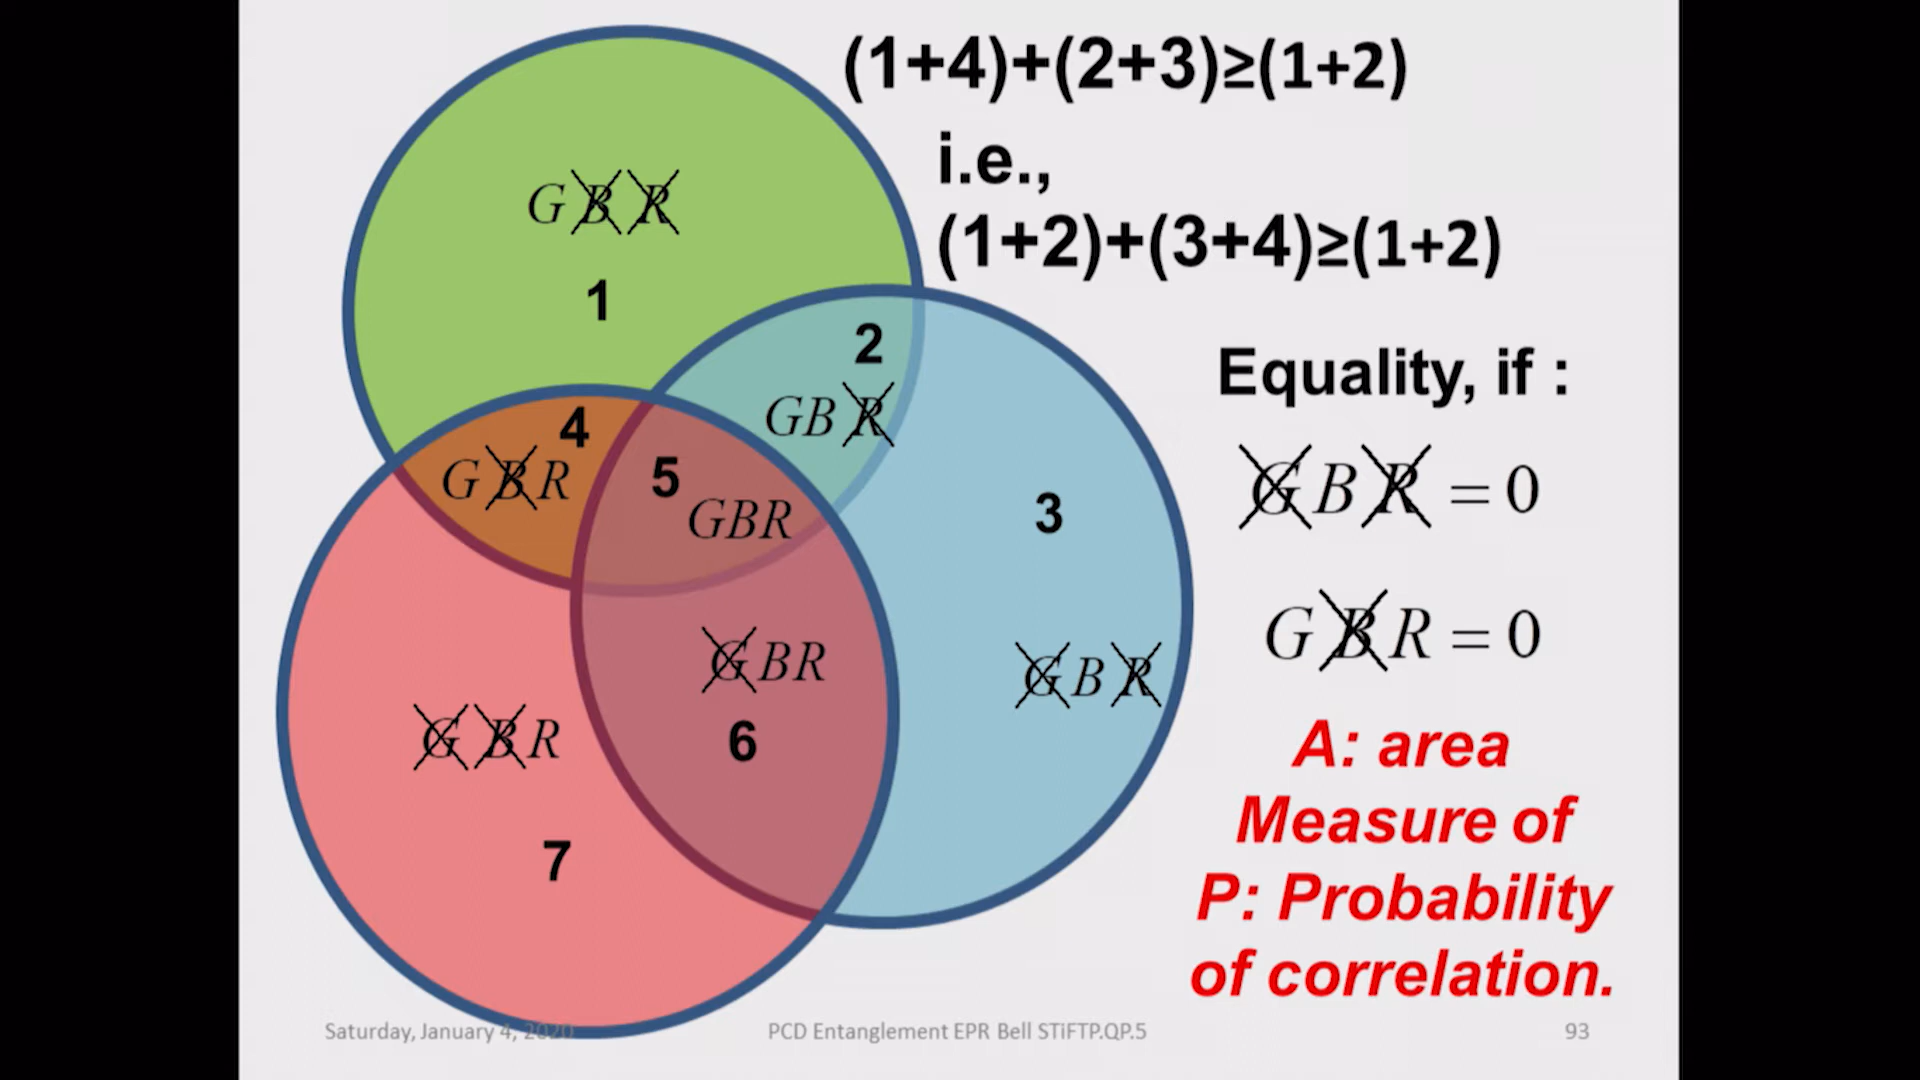 (1+4)+(2+3)≥(1+2)
i.e.,
(1+2)+(3+4)≥(1+2)
G B R
1
2
GB R
4
G B R
5
GBR
3
G B R
6
G B R
G B R
7
Equality, if :
G B R = 0
G B R = 0
A: area
Measure of
P: Probability
of correlation.
Saturday, January 4, 2020
PCD Entanglement EPR Bell STiFTP.QP.5
93